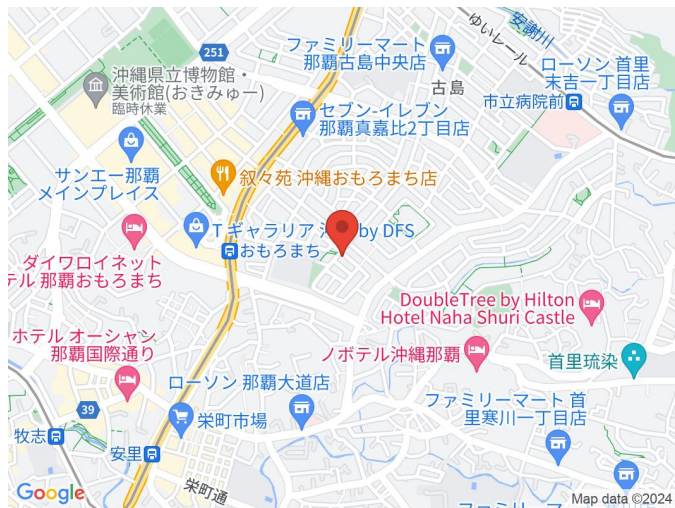 安謝川
ゆいレール
ファミリーマート
那覇古島中央店
古島
ローソン 首里
末吉一丁目店
市立病院前
251
沖縄県立博物館・
美術館(おきみゅー)
臨時休業
セブン-イレブン
那覇真嘉比2丁目店
サンエー那覇
メインプレイス
叙々苑 沖縄おもろまち店
T ギャラリア
by DFS
おもろまち
ダイワロイネット
テル 那覇おもろまち
DoubleTree by Hilton
Hotel Naha Shuri Castle
ホテル オーシャン
那覇国際通り
ノボテル沖縄那覇
首里琉染
ローソン 那覇大道店
39
栄町市場
牧志
安里
ファミリーマート 首
里寒川一丁目店
栄町通
Google
ファミリーマート
Map data ©2024